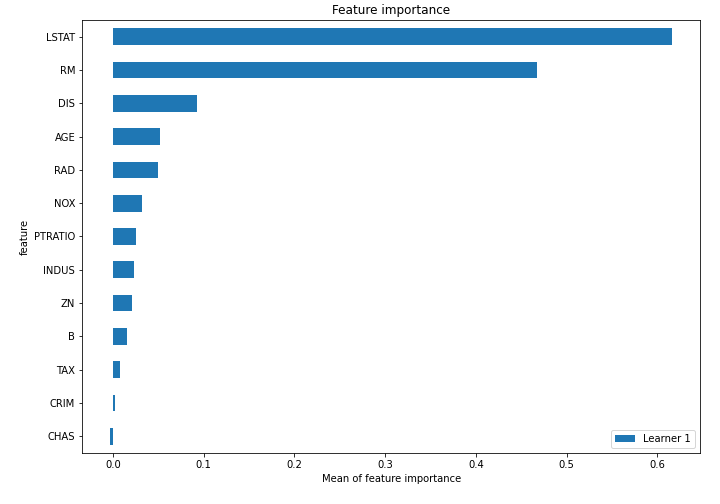 Feature importance
LSTAT
RM
DIS
AGE
RAD
NOX
PTRATIO
INDUS
ZN
B
TAX
CRIM
CHAS
feature
Learner 1
0.0 0.1 0.2 0.3 0.4 0.5 0.6
Mean of feature importance